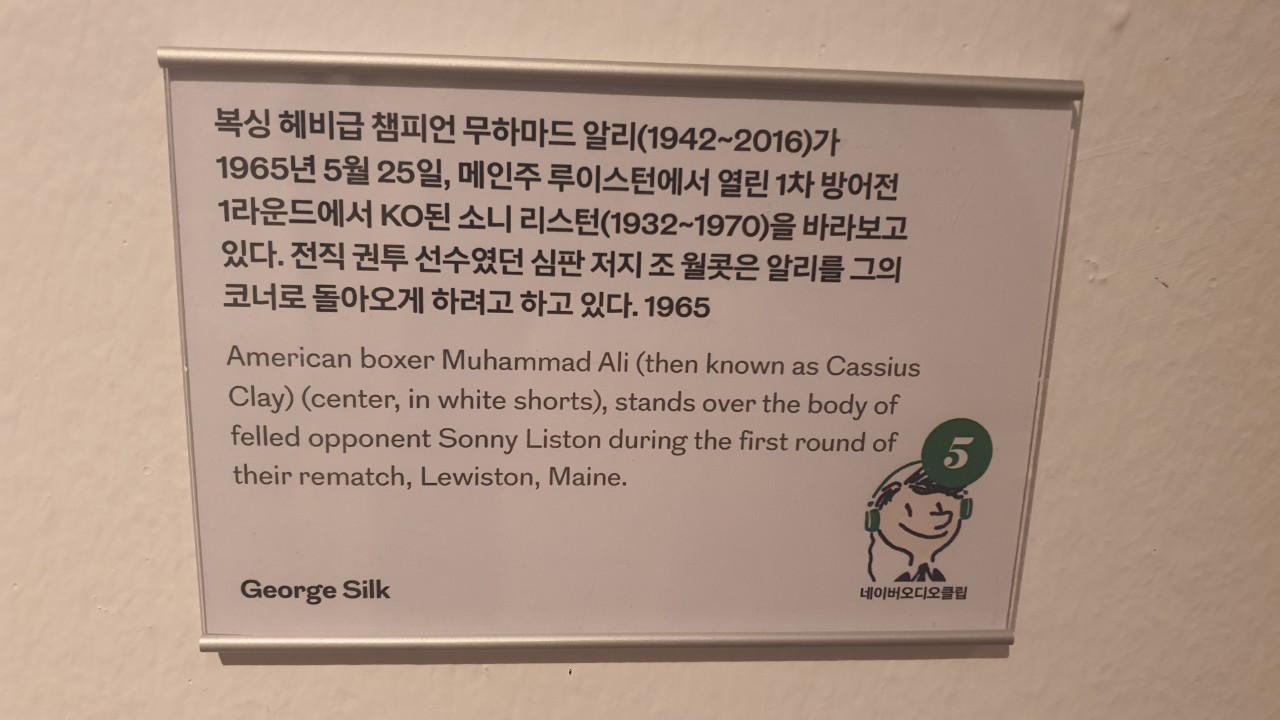 복싱 헤비급 챔피언 무하마드 알리(1942~2016)가
1965년 5월 25일, 메인주 루이스턴에서 열린 1차 방어전
1라운드에서 KO된 소니 리스턴(1932~1970)을 바라보고
있다. 전직 권투 선수였던 심판 저지 조 월콧은 알리를 그의
코너로 돌아오게 하려고 하고 있다. 1965
American boxer Muhammad Ali (then known as Cassius
Clay) (center, in white shorts), stands over the body of
felled opponent Sonny Liston during the first round of
their rematch, Lewiston, Maine.
5
George Silk
네이버오디오클립